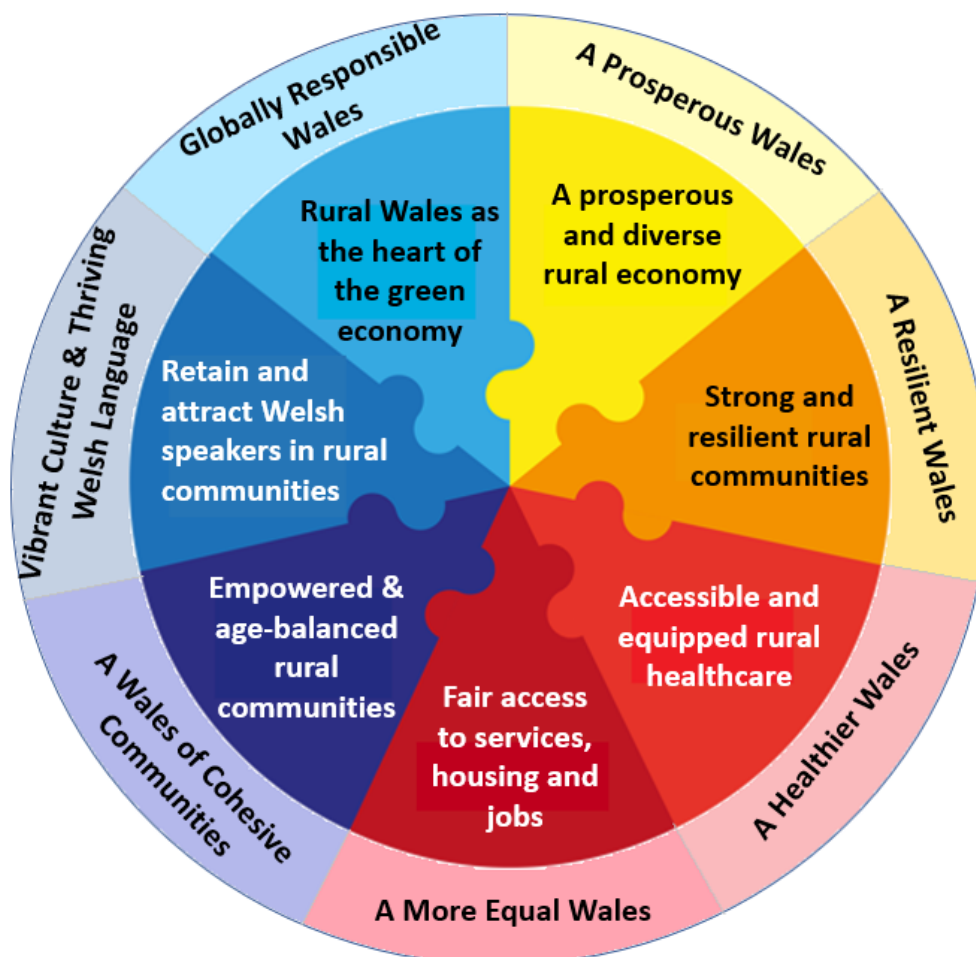 A Prosperous Wales
A prosperous
and diverse
rural economy
A Resilient Wales
Strong and
resilient rural
communities
A Healthier Wales
Accessible and
equipped rural
healthcare
A More Equal Wales
Fair access
to services,
housing and
jobs
A Wales of Cohesive
Communities
Empowered &
age-balanced
rural
communities
Vibrant Culture & Thriving
Welsh Language
Retain and
attract Welsh
speakers in rural
communities
Globally Responsible
Wales
Rural Wales as
the heart of
the green
economy